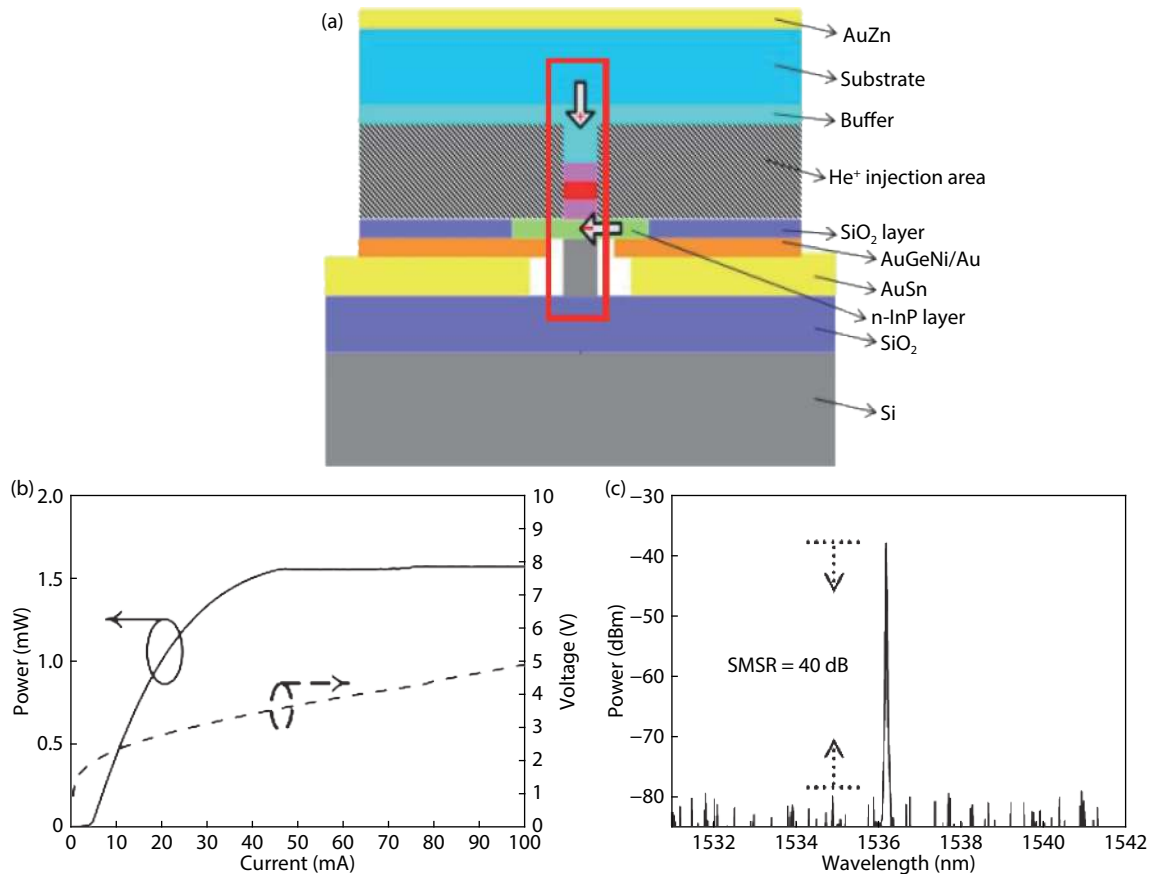 (a)
AuZn
Substrate
Buffer
He⁺ injection area
SiO₂ layer
AuGeNi/Au
AuSn
n-InP layer
SiO₂
Si
(b)
2.0
1.5
1.0
0.5
0
Power (mW)
10
9
8
7
6
5
4
3
2
1
0
Voltage (V)
0 10 20 30 40 50 60 70 80 90 100
Current (mA)
(c)
−30
−40
−50
−60
−70
−80
Power (dBm)
SMSR = 40 dB
1532 1534 1536 1538 1540 1542
Wavelength (nm)